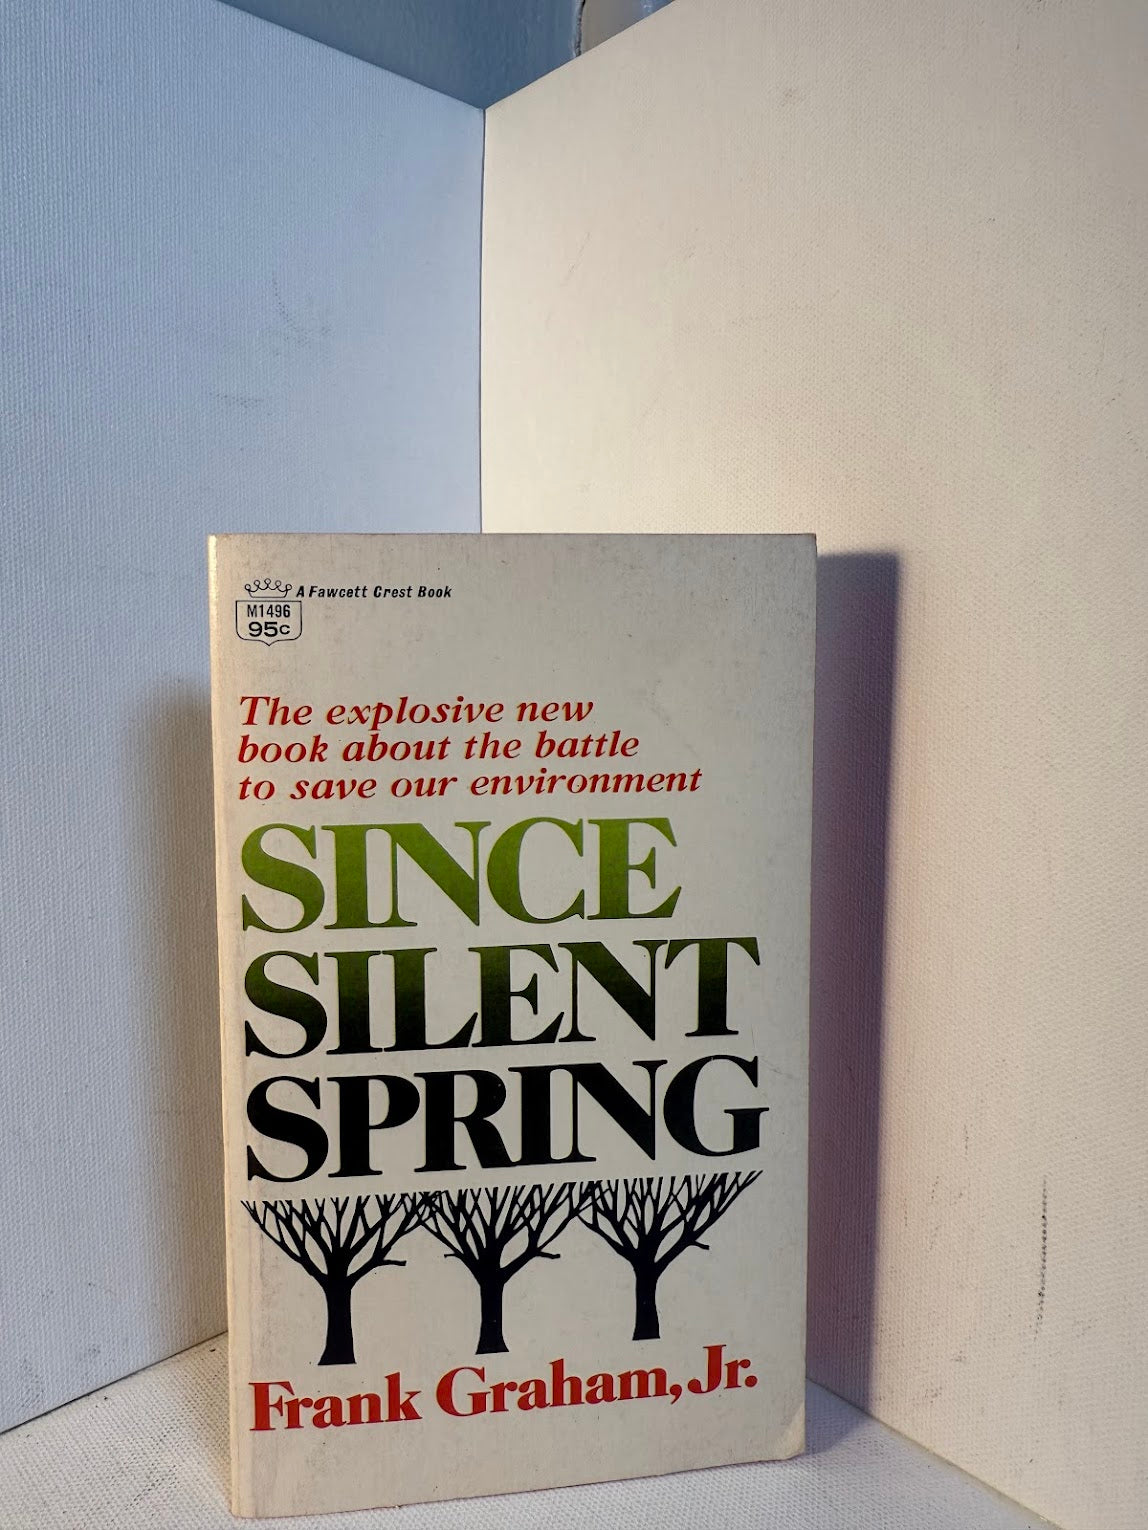 A Fawcett Crest Book
M1496
95c
The explosive new
book about the battle
to save our environment
SINCE
SILENT
SPRING
Frank Graham, Jr.